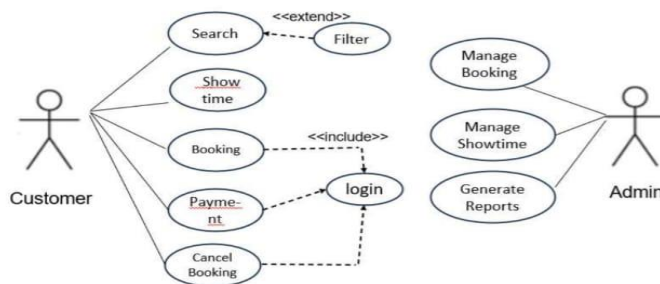 <<extend>>
Search
Filter
Show
time
Booking
<<include>>
login
Payme-
nt
Cancel
Booking
Customer
Manage
Booking
Manage
Showtime
Generate
Reports
Admin